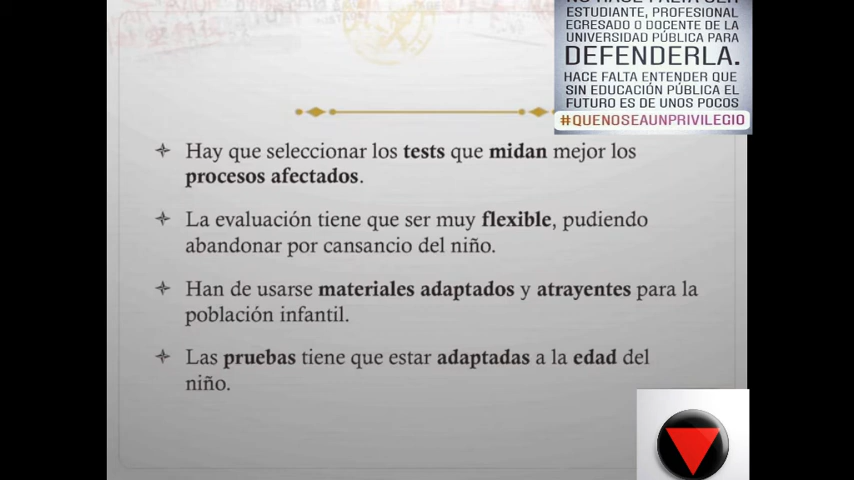 ESTUDIANTE, PROFESIONAL
EGRESADO O DOCENTE DE LA
UNIVERSIDAD PÚBLICA PARA
DEFENDERLA.
HACE FALTA ENTENDER QUE
SIN EDUCACIÓN PÚBLICA EL
FUTURO ES DE UNOS POCOS
#QUENOSEAUNPRIVILEGIO
Hay que seleccionar los tests que midan mejor los
procesos afectados.
La evaluación tiene que ser muy flexible, pudiendo
abandonar por cansancio del niño.
Han de usarse materiales adaptados y atrayentes para la
población infantil.
Las pruebas tiene que estar adaptadas a la edad del
niño.